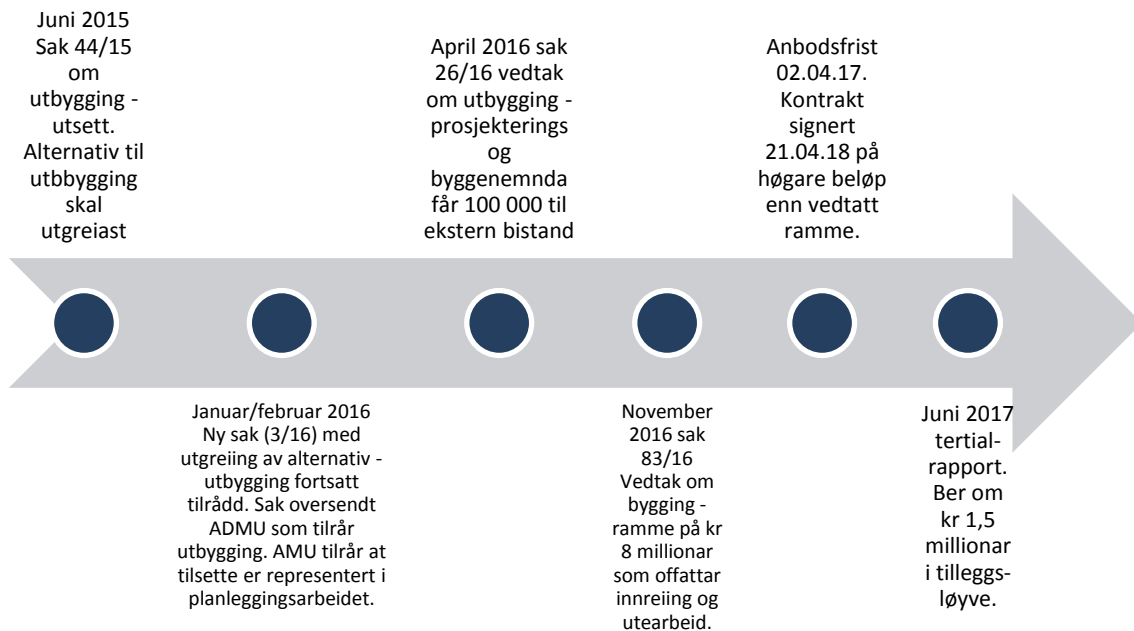 Juni 2015
Sak 44/15
om
utbygging -
utsett.
Alternativ til
utbbygging
skal
utgreiast
Januar/februar 2016
Ny sak (3/16) med
utgreiing av alternativ -
utbygging fortsatt
tilrådd. Sak oversendt
ADMU som tilrår
utbygging. AMU tilrår at
tilsette er representert i
planleggingsarbeidet.
April 2016 sak
26/16 vedtak
om utbygging -
prosjekterings
og
byggenemnda
får 100 000 til
ekstern bistand
November
2016 sak
83/16
Vedtak om
bygging -
ramme på kr
8 millionar
som offattar
innreiing og
utearbeid.
Anbodsfrist
02.04.17.
Kontrakt
signert
21.04.18 på
høgare beløp
enn vedtatt
ramme.
Juni 2017
tertial-
rapport.
Ber om
kr 1,5
millionar
i tilleggs-
løyve.